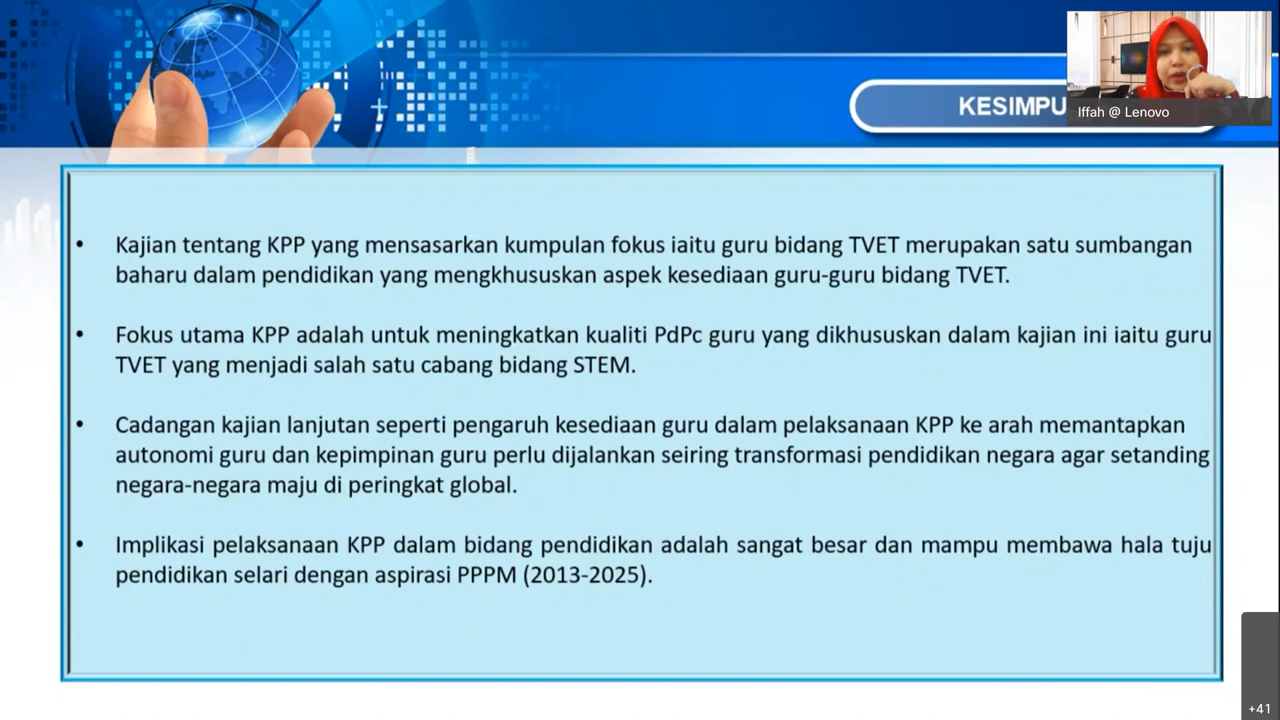 KESIMPU
Iffah @ Lenovo
• Kajian tentang KPP yang mensasarkan kumpulan fokus iaitu guru bidang TVET merupakan satu sumbangan
baharu dalam pendidikan yang mengkhususkan aspek kesediaan guru-guru bidang TVET.
• Fokus utama KPP adalah untuk meningkatkan kualiti PdPc guru yang dikhususkan dalam kajian ini iaitu guru
TVET yang menjadi salah satu cabang bidang STEM.
• Cadangan kajian lanjutan seperti pengaruh kesediaan guru dalam pelaksanaan KPP ke arah memantapkan
autonomi guru dan kepimpinan guru perlu dijalankan seiring transformasi pendidikan negara agar setanding
negara-negara maju di peringkat global.
• Implikasi pelaksanaan KPP dalam bidang pendidikan adalah sangat besar dan mampu membawa hala tuju
pendidikan selari dengan aspirasi PPPM (2013-2025).
+41